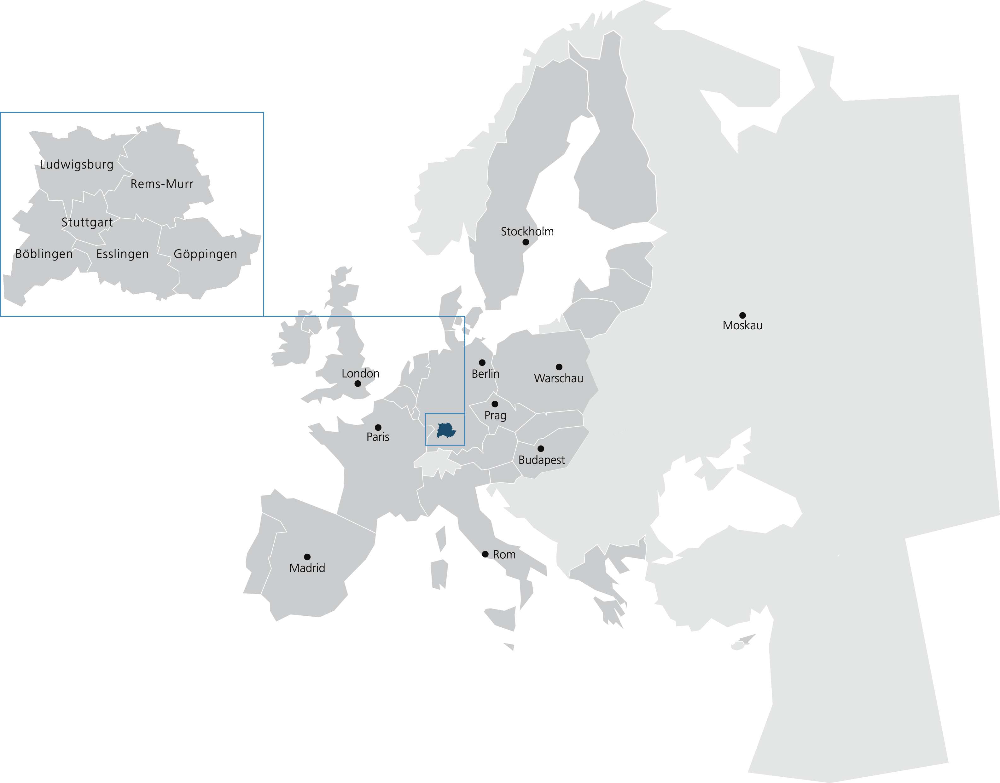 Ludwigsburg
Rems-Murr
Stuttgart
Böblingen
Esslingen
Göppingen
Stockholm
Moskau
London
Berlin
Warschau
Prag
Paris
Budapest
Rom
Madrid